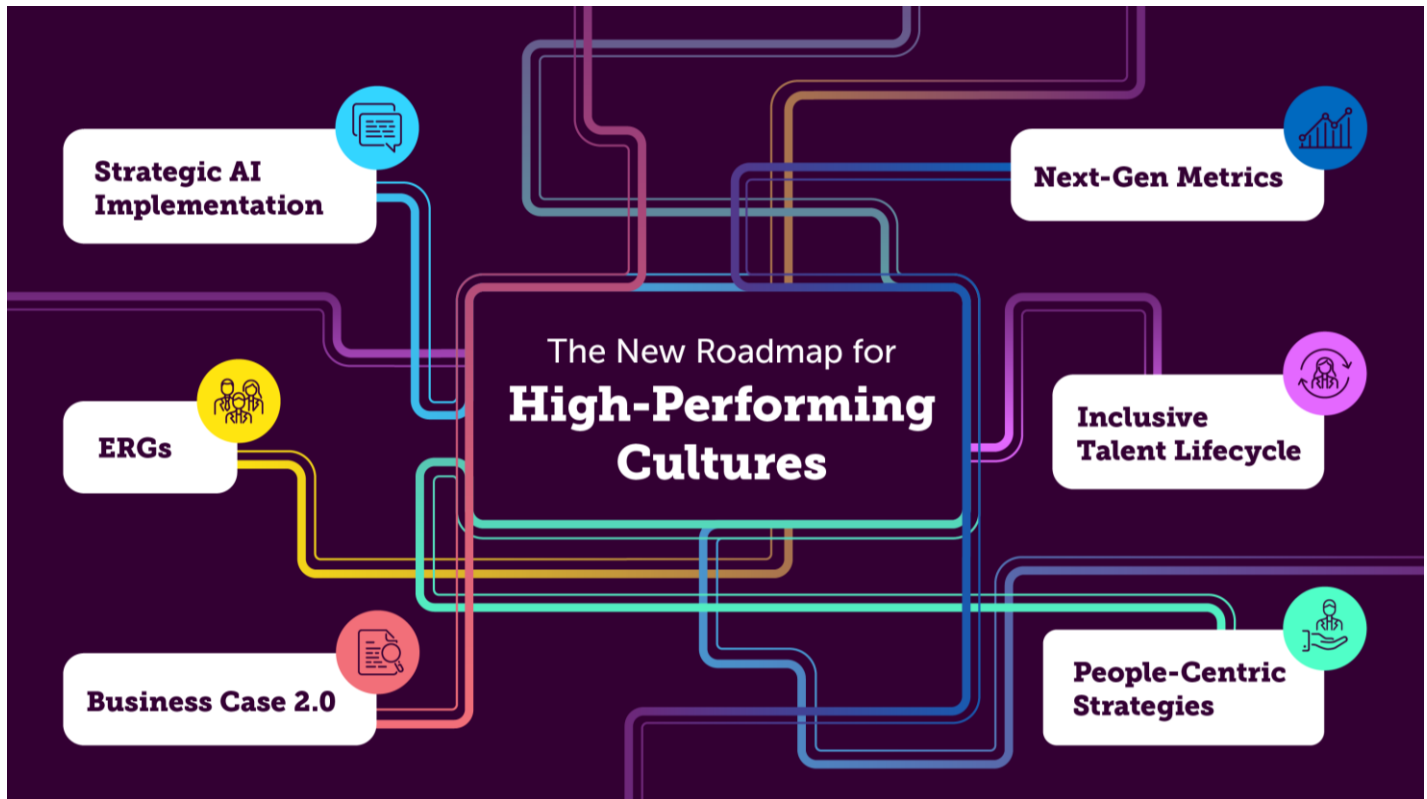 Strategic AI
Implementation
Next-Gen Metrics
The New Roadmap for
High-Performing
Cultures
ERGs
Inclusive
Talent Lifecycle
Business Case 2.0
People-Centric
Strategies